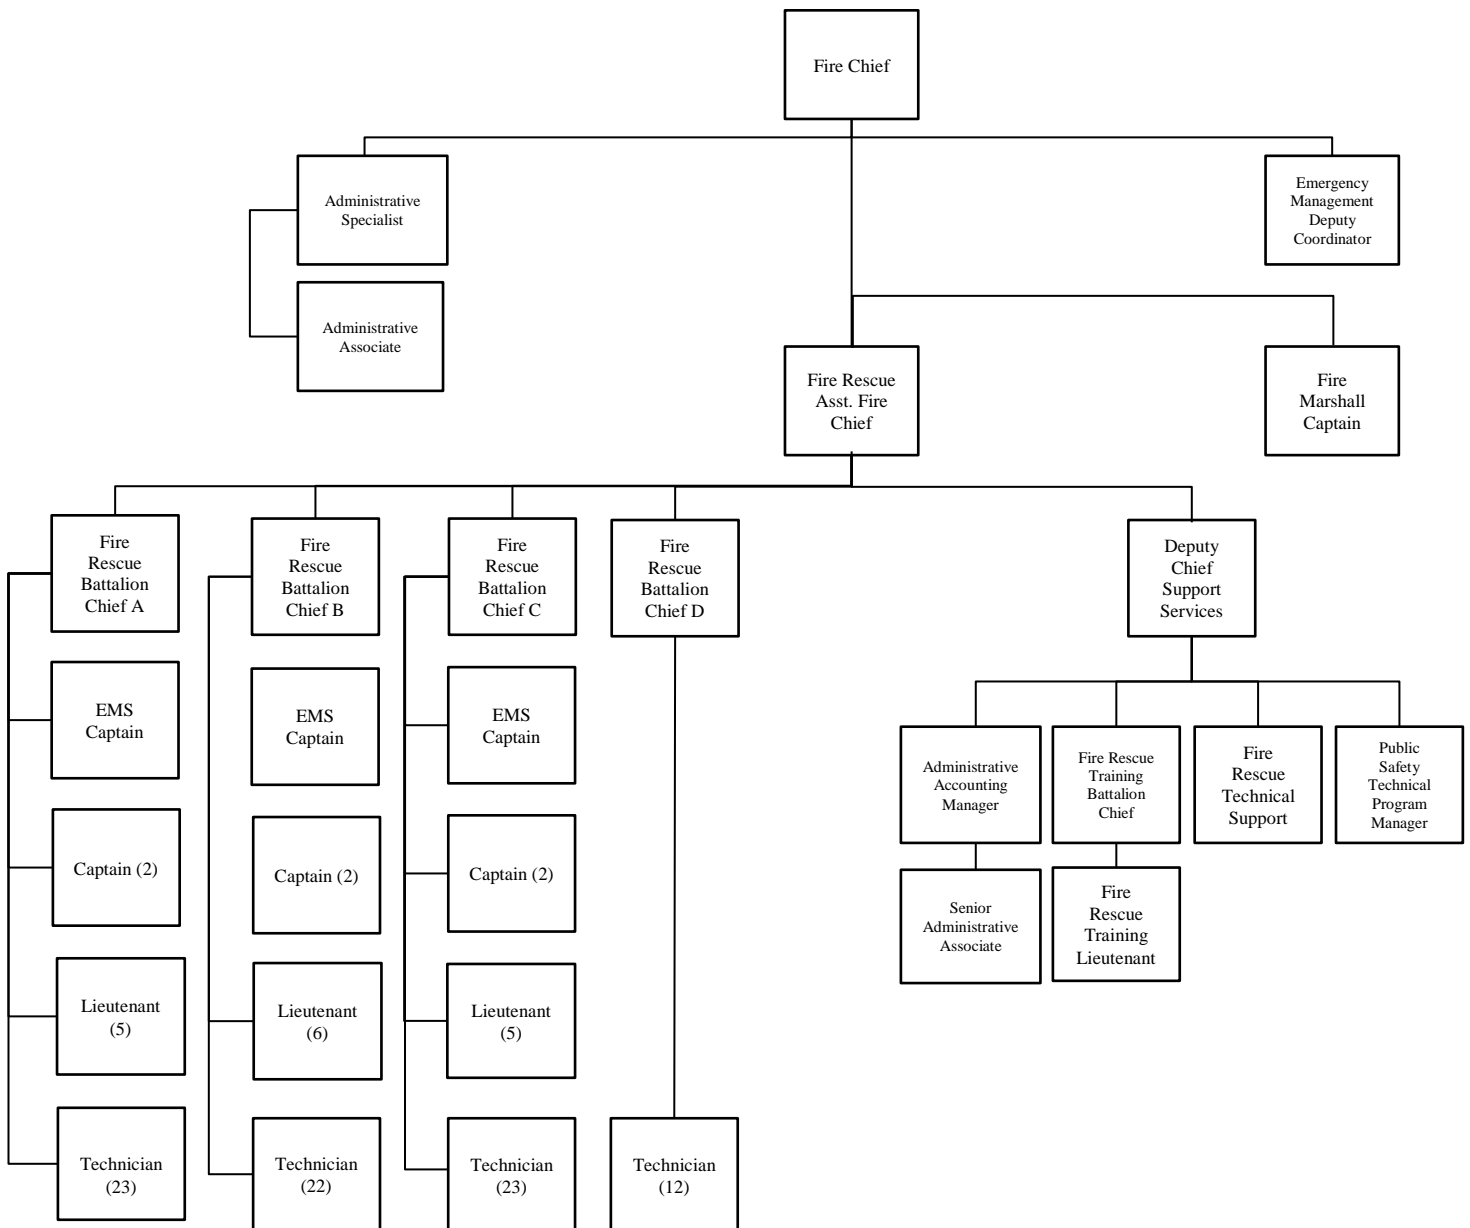 Fire Chief
Administrative
Specialist
Emergency
Management
Deputy
Coordinator
Administrative
Associate
Fire Rescue
Asst. Fire
Chief
Fire
Marshall
Captain
Fire
Rescue
Battalion
Chief A
Fire
Rescue
Battalion
Chief B
Fire
Rescue
Battalion
Chief C
Fire
Rescue
Battalion
Chief D
Deputy
Chief
Support
Services
EMS
Captain
EMS
Captain
EMS
Captain
Administrative
Accounting
Manager
Fire Rescue
Training
Battalion
Chief
Fire
Rescue
Technical
Support
Public
Safety
Technical
Program
Manager
Captain (2)
Captain (2)
Captain (2)
Senior
Administrative
Associate
Fire
Rescue
Training
Lieutenant
Lieutenant
(5)
Lieutenant
(6)
Lieutenant
(5)
Technician
(23)
Technician
(22)
Technician
(23)
Technician
(12)